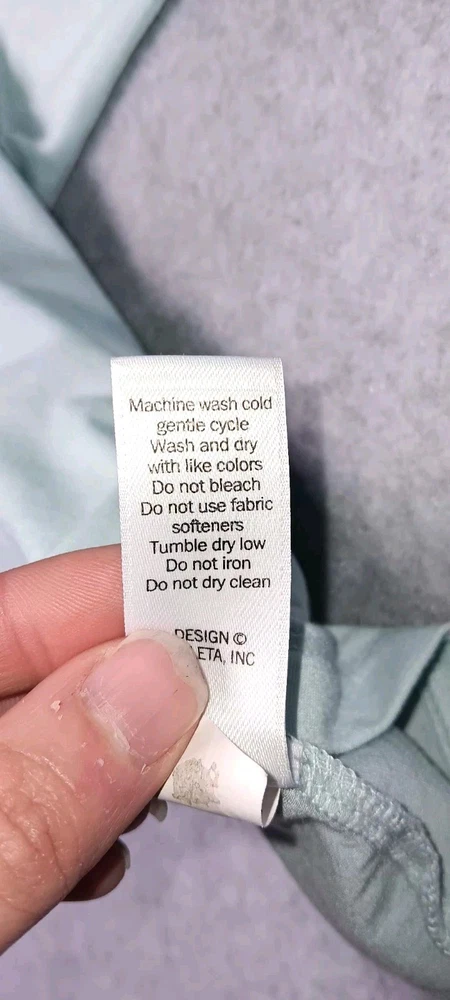 Machine wash cold
gentle cycle
Wash and dry
with like colors
Do not bleach
Do not use fabric
softeners
Tumble dry low
Do not iron
Do not dry clean
DESIGN ©
INC